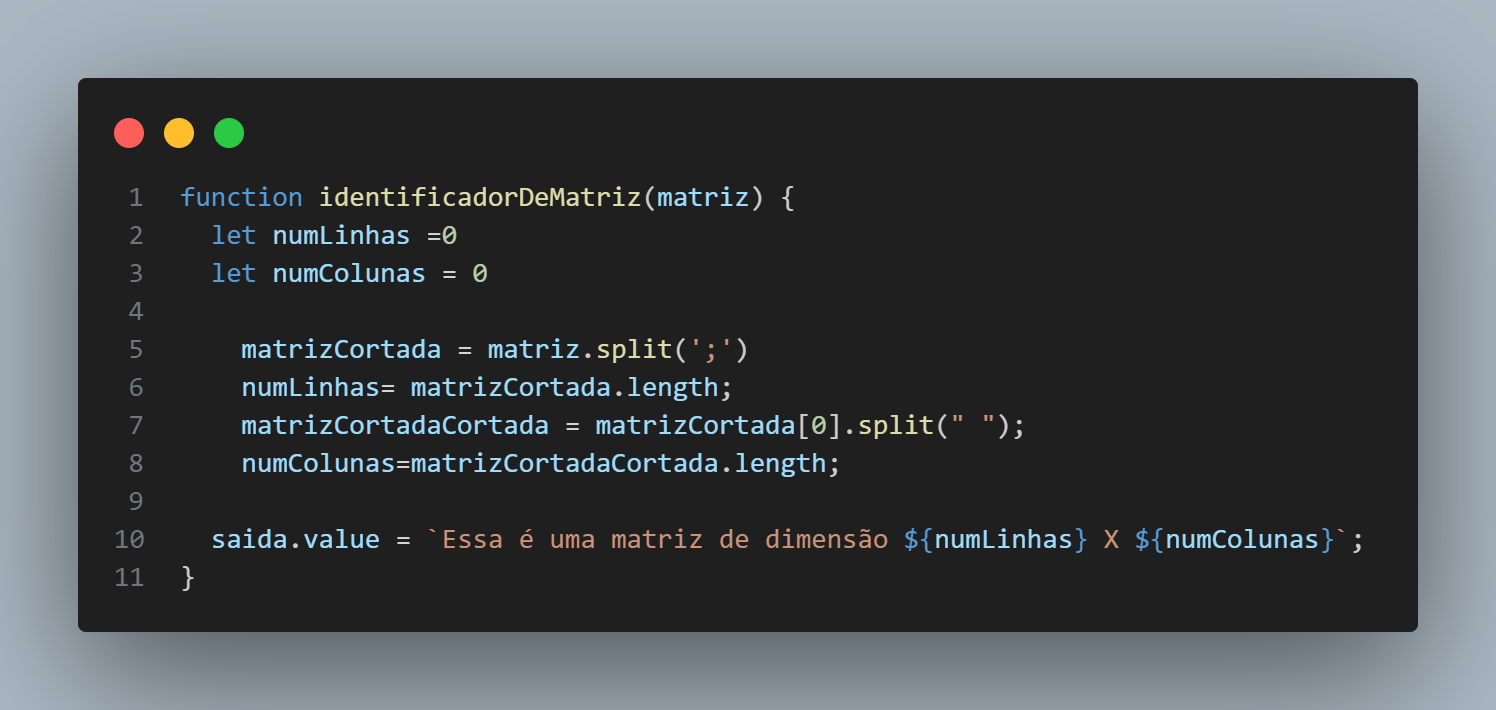 1 function identificadorDeMatriz(matriz) {
2 let numLinhas =0
3 let numColunas = 0
4
5 matrizCortada = matriz.split(';')
6 numLinhas= matrizCortada.length;
7 matrizCortadaCortada = matrizCortada[0].split(" ");
8 numColunas=matrizCortadaCortada.length;
9
10 saida.value = `Essa é uma matriz de dimensão ${numLinhas} X ${numColunas}`;
11 }